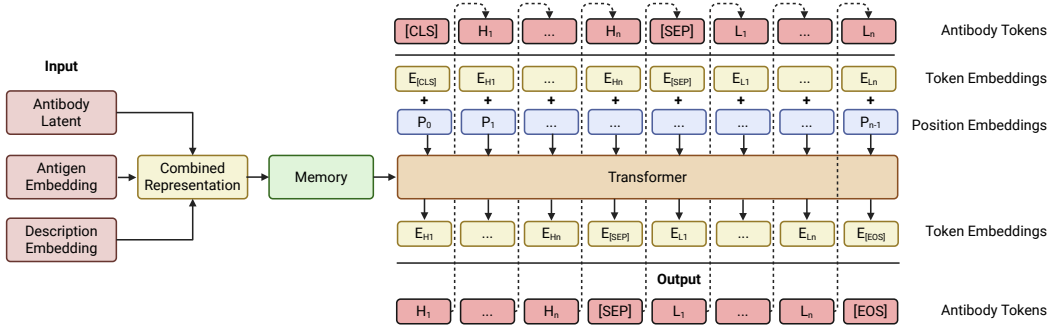 [CLS] H1 ... Hn [SEP] L1 ... Ln Antibody Tokens
Input
E[CLS] EH1 ... EHn E[SEP] EL1 ... ELn Token Embeddings
+ + + + + + + +
Antibody
Latent
P0 P1 ... ... ... ... ... Pn-1 Position Embeddings
Antigen
Embedding
Combined
Representation
Memory
Transformer
Description
Embedding
EH1 ... EHn E[SEP] EL1 ... ELn E[EOS] Token Embeddings
Output
H1 ... Hn [SEP] L1 ... Ln [EOS] Antibody Tokens